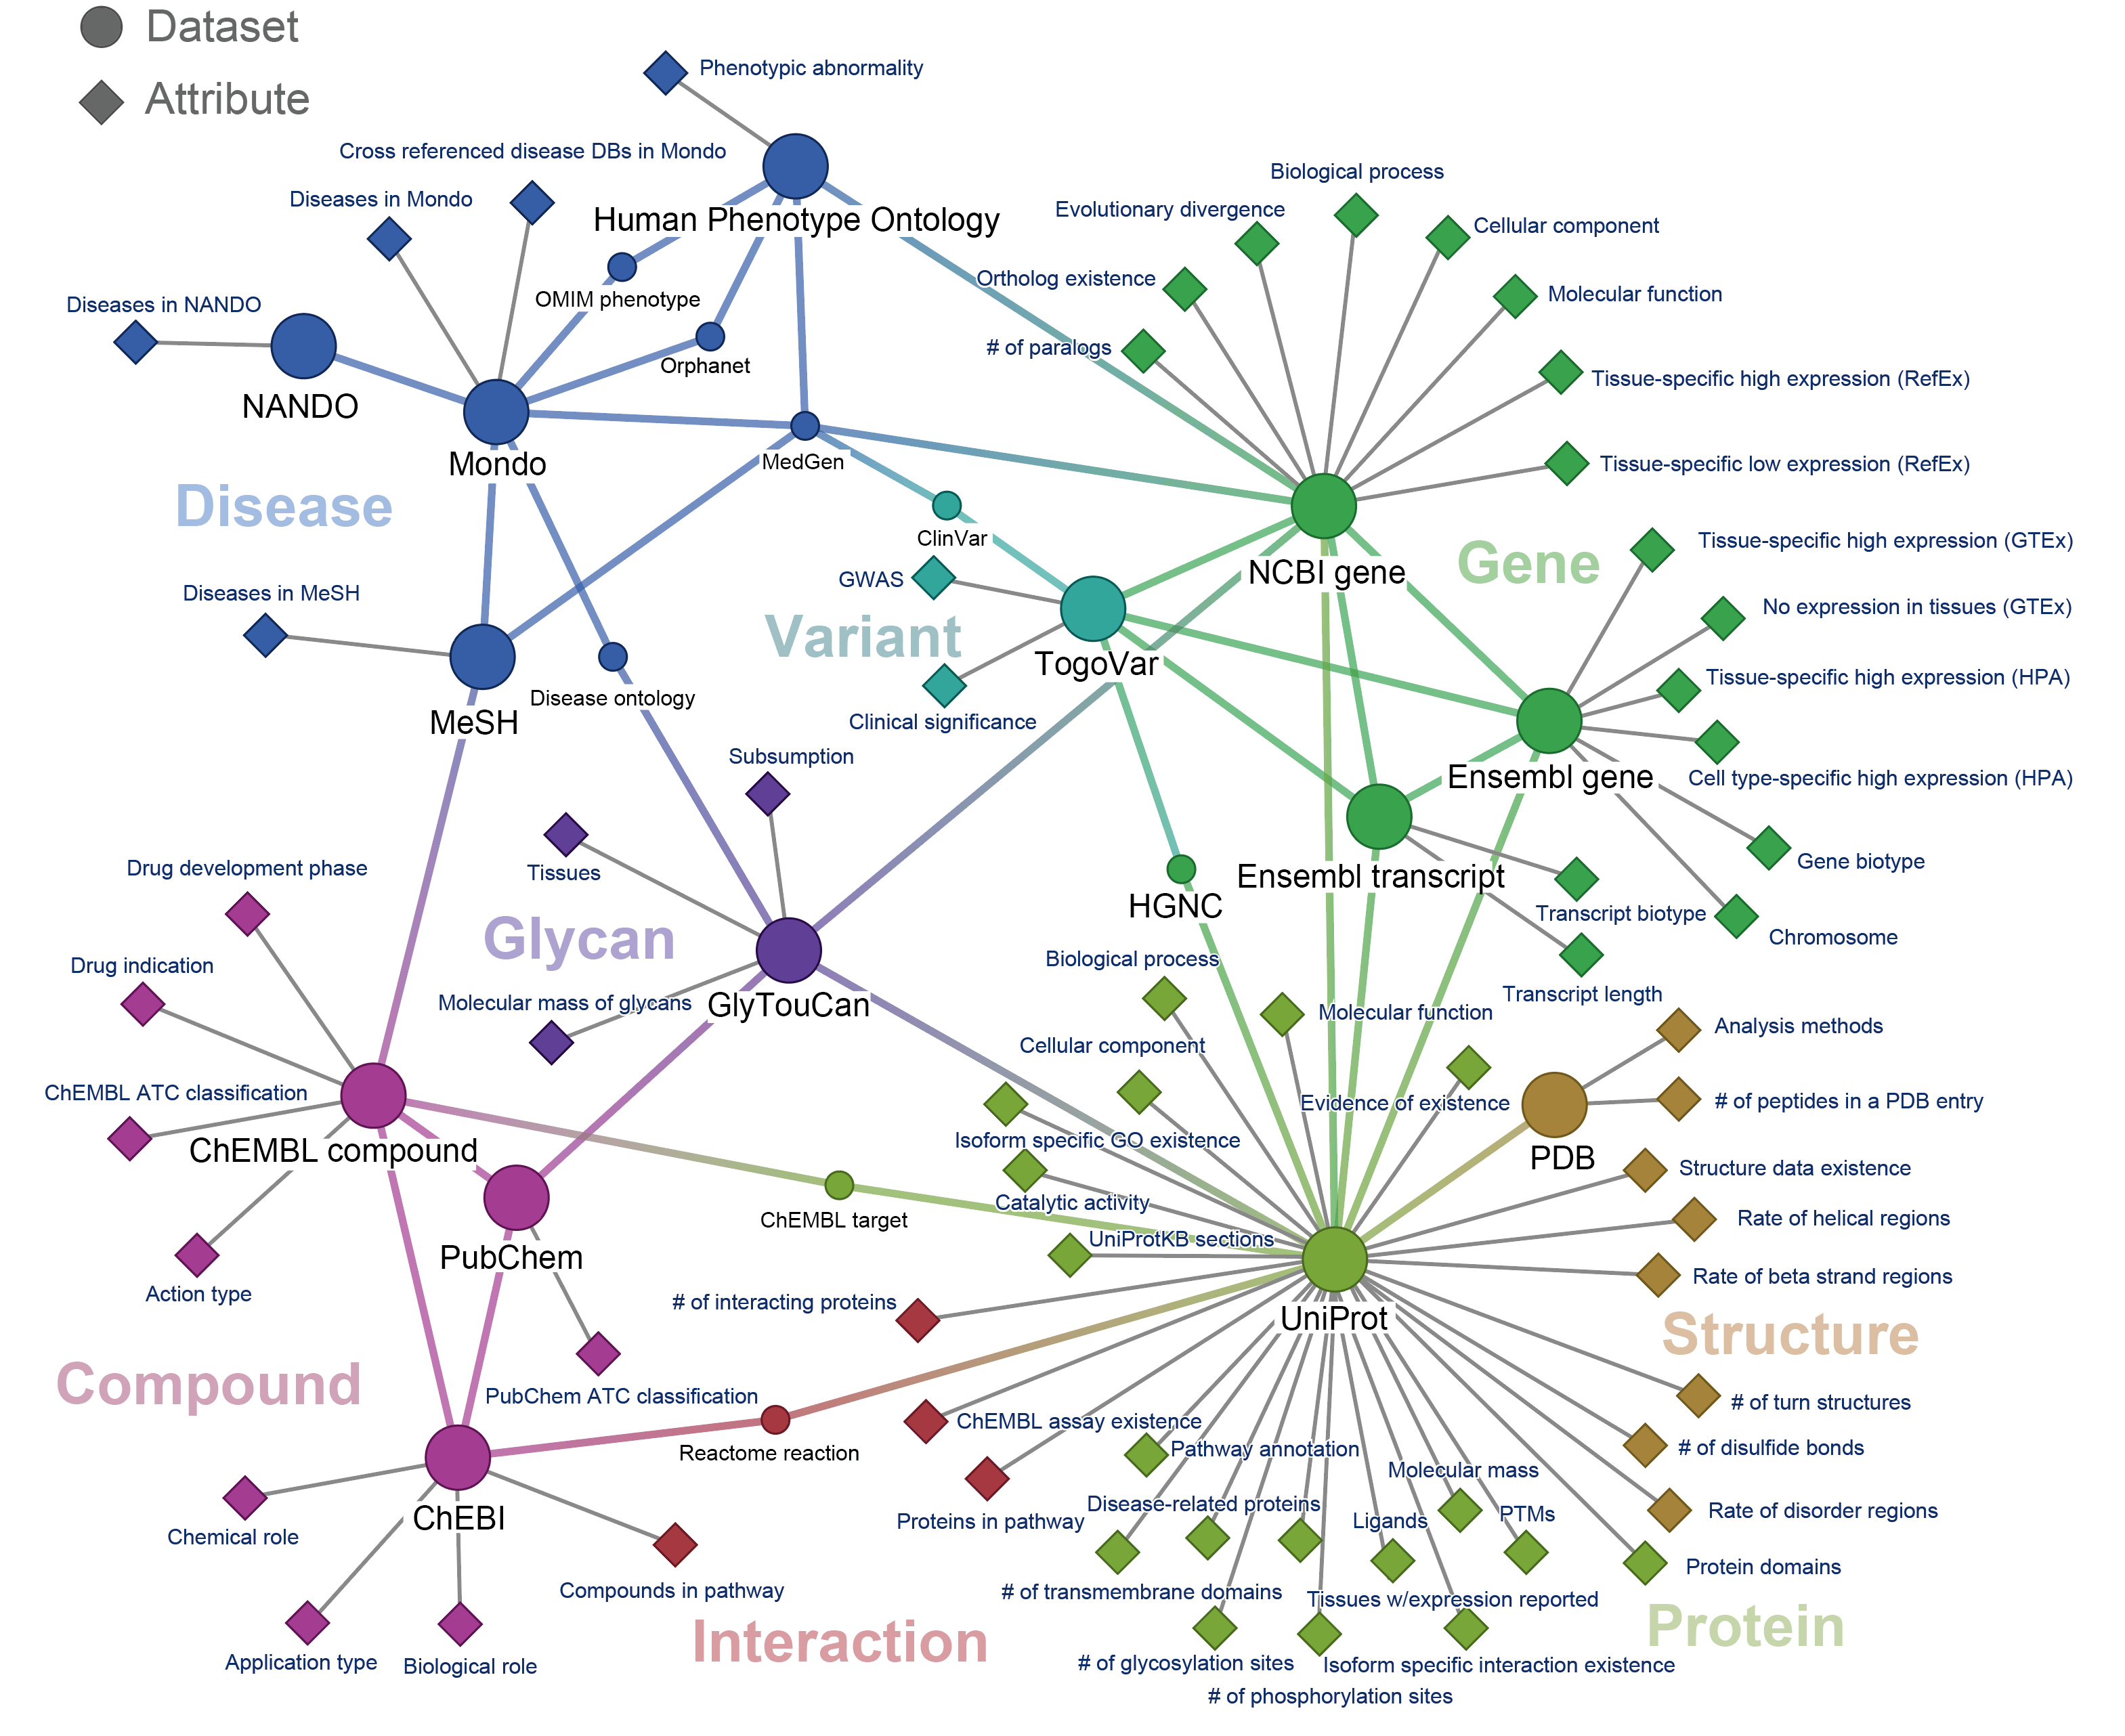 Dataset
Attribute
Phenotypic abnormality
Cross referenced disease DBs in Mondo
Diseases in Mondo
Human Phenotype Ontology
Biological process
Evolutionary divergence
Cellular component
Ortholog existence
Molecular function
OMIM phenotype
Diseases in NANDO
# of paralogs
Orphanet
Tissue-specific high expression (RefEx)
NANDO
Mondo
MedGen
Tissue-specific low expression (RefEx)
Disease
ClinVar
Tissue-specific high expression (GTEx)
Gene
NCBI gene
GWAS
Diseases in MeSH
No expression in tissues (GTEx)
Variant
TogoVar
Tissue-specific high expression (HPA)
Disease ontology
MeSH
Clinical significance
Subsumption
Ensembl gene
Cell type-specific high expression (HPA)
Drug development phase
Tissues
Gene biotype
Ensembl transcript
HGNC
Transcript biotype
Chromosome
Glycan
Drug indication
Biological process
Transcript length
Molecular mass of glycans
GlyTouCan
Molecular function
Analysis methods
Cellular component
ChEMBL ATC classification
Evidence of existence
# of peptides in a PDB entry
ChEMBL compound
Isoform specific GO existence
PDB
Structure data existence
Catalytic activity
ChEMBL target
Rate of helical regions
UniProtKB sections
PubChem
Rate of beta strand regions
Action type
# of interacting proteins
UniProt
Structure
Compound
PubChem ATC classification
# of turn structures
ChEMBL assay existence
Pathway annotation
# of disulfide bonds
Reactome reaction
Molecular mass
Disease-related proteins
Rate of disorder regions
ChEBI
Proteins in pathway
Ligands
PTMs
Chemical role
Protein domains
Compounds in pathway
# of transmembrane domains
Tissues w/expression reported
Interaction
Protein
Application type
Biological role
# of glycosylation sites
Isoform specific interaction existence
# of phosphorylation sites